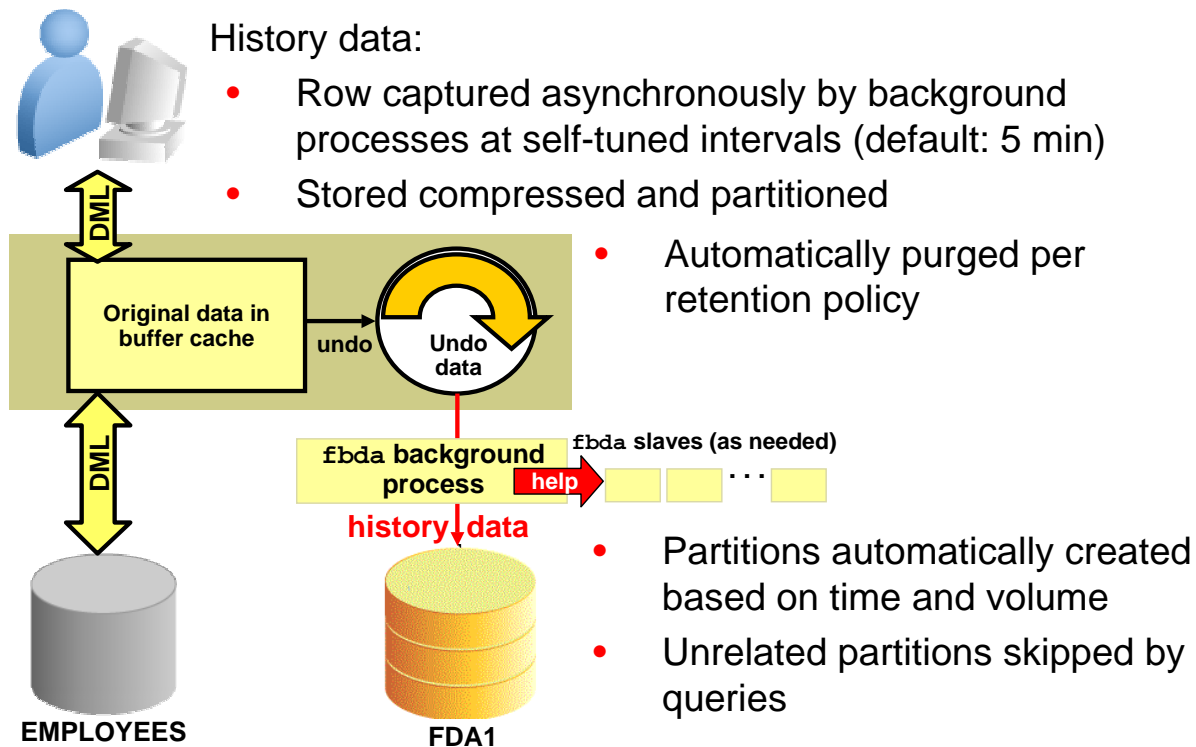 History data:
• Row captured asynchronously by background
processes at self-tuned intervals (default: 5 min)
• Stored compressed and partitioned
DML
• Automatically purged per
retention policy
Original data in
buffer cache
undo
Undo
data
DML
fbda background
process
help
fbda slaves (as needed)
...
history data
• Partitions automatically created
based on time and volume
• Unrelated partitions skipped by
queries
EMPLOYEES
FDA1